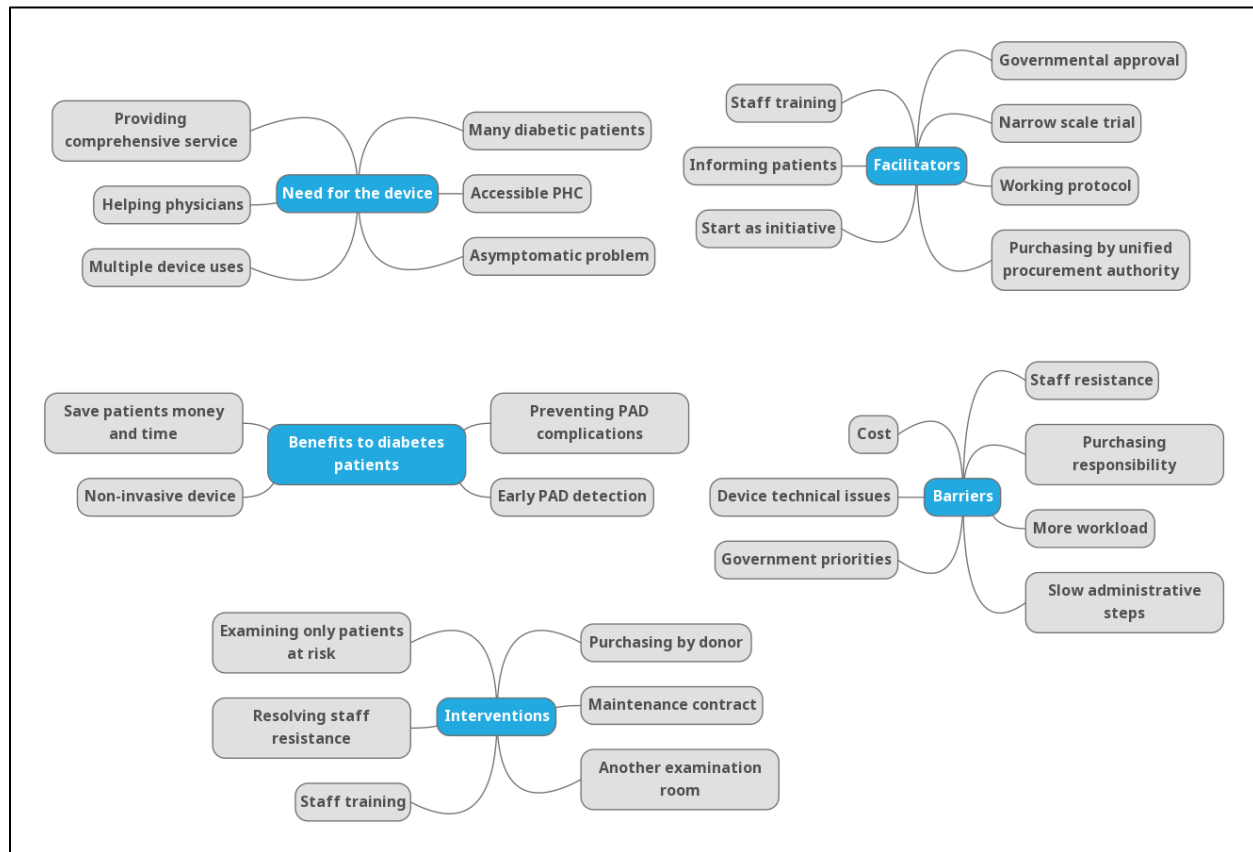 Providing
comprehensive service
Helping physicians
Multiple device uses
Need for the device
Many diabetic patients
Accessible PHC
Asymptomatic problem
Staff training
Informing patients
Start as initiative
Facilitators
Governmental approval
Narrow scale trial
Working protocol
Purchasing by unified
procurement authority
Save patients money
and time
Non-invasive device
Benefits to diabetes
patients
Preventing PAD
complications
Early PAD detection
Cost
Device technical issues
Government priorities
Barriers
Staff resistance
Purchasing
responsibility
More workload
Slow administrative
steps
Examining only patients
at risk
Resolving staff
resistance
Staff training
Interventions
Purchasing by donor
Maintenance contract
Another examination
room